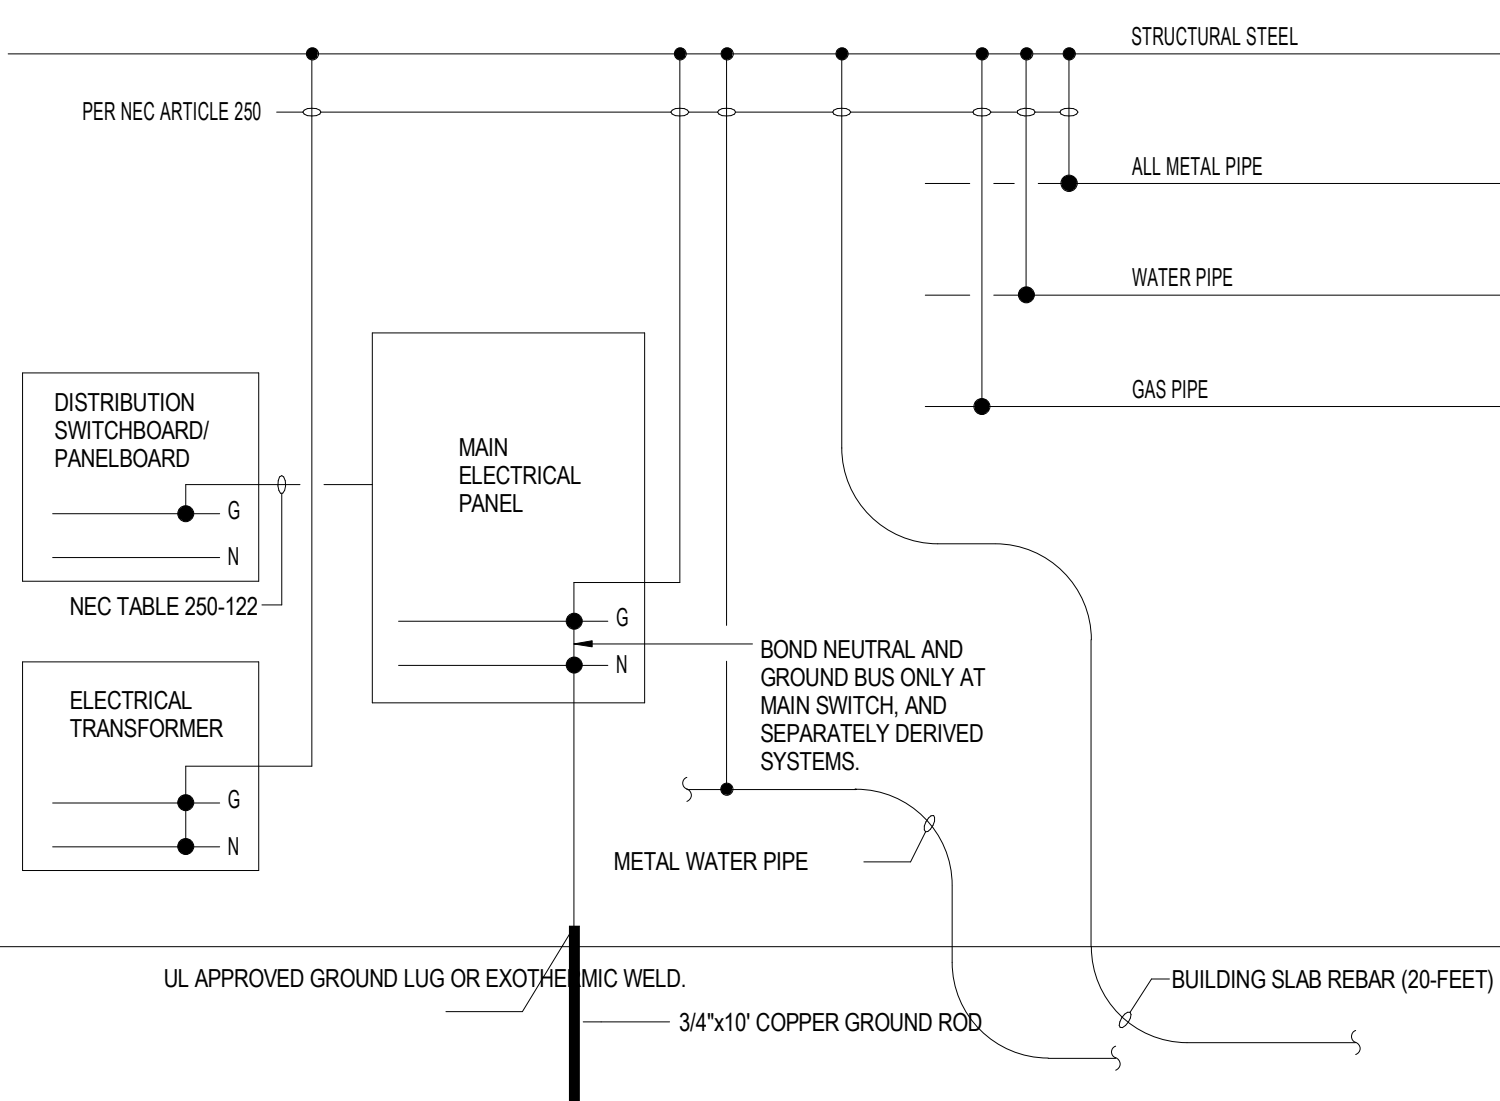 STRUCTURAL STEEL
PER NEC ARTICLE 250
ALL METAL PIPE
WATER PIPE
GAS PIPE
DISTRIBUTION
SWITCHBOARD/
PANELBOARD
G
N
NEC TABLE 250-122
MAIN
ELECTRICAL
PANEL
G
N
BOND NEUTRAL AND
GROUND BUS ONLY AT
MAIN SWITCH, AND
SEPARATELY DERIVED
SYSTEMS.
ELECTRICAL
TRANSFORMER
G
N
METAL WATER PIPE
UL APPROVED GROUND LUG OR EXOTHERMIC WELD.
BUILDING SLAB REBAR (20-FEET)
3/4"x10' COPPER GROUND ROD